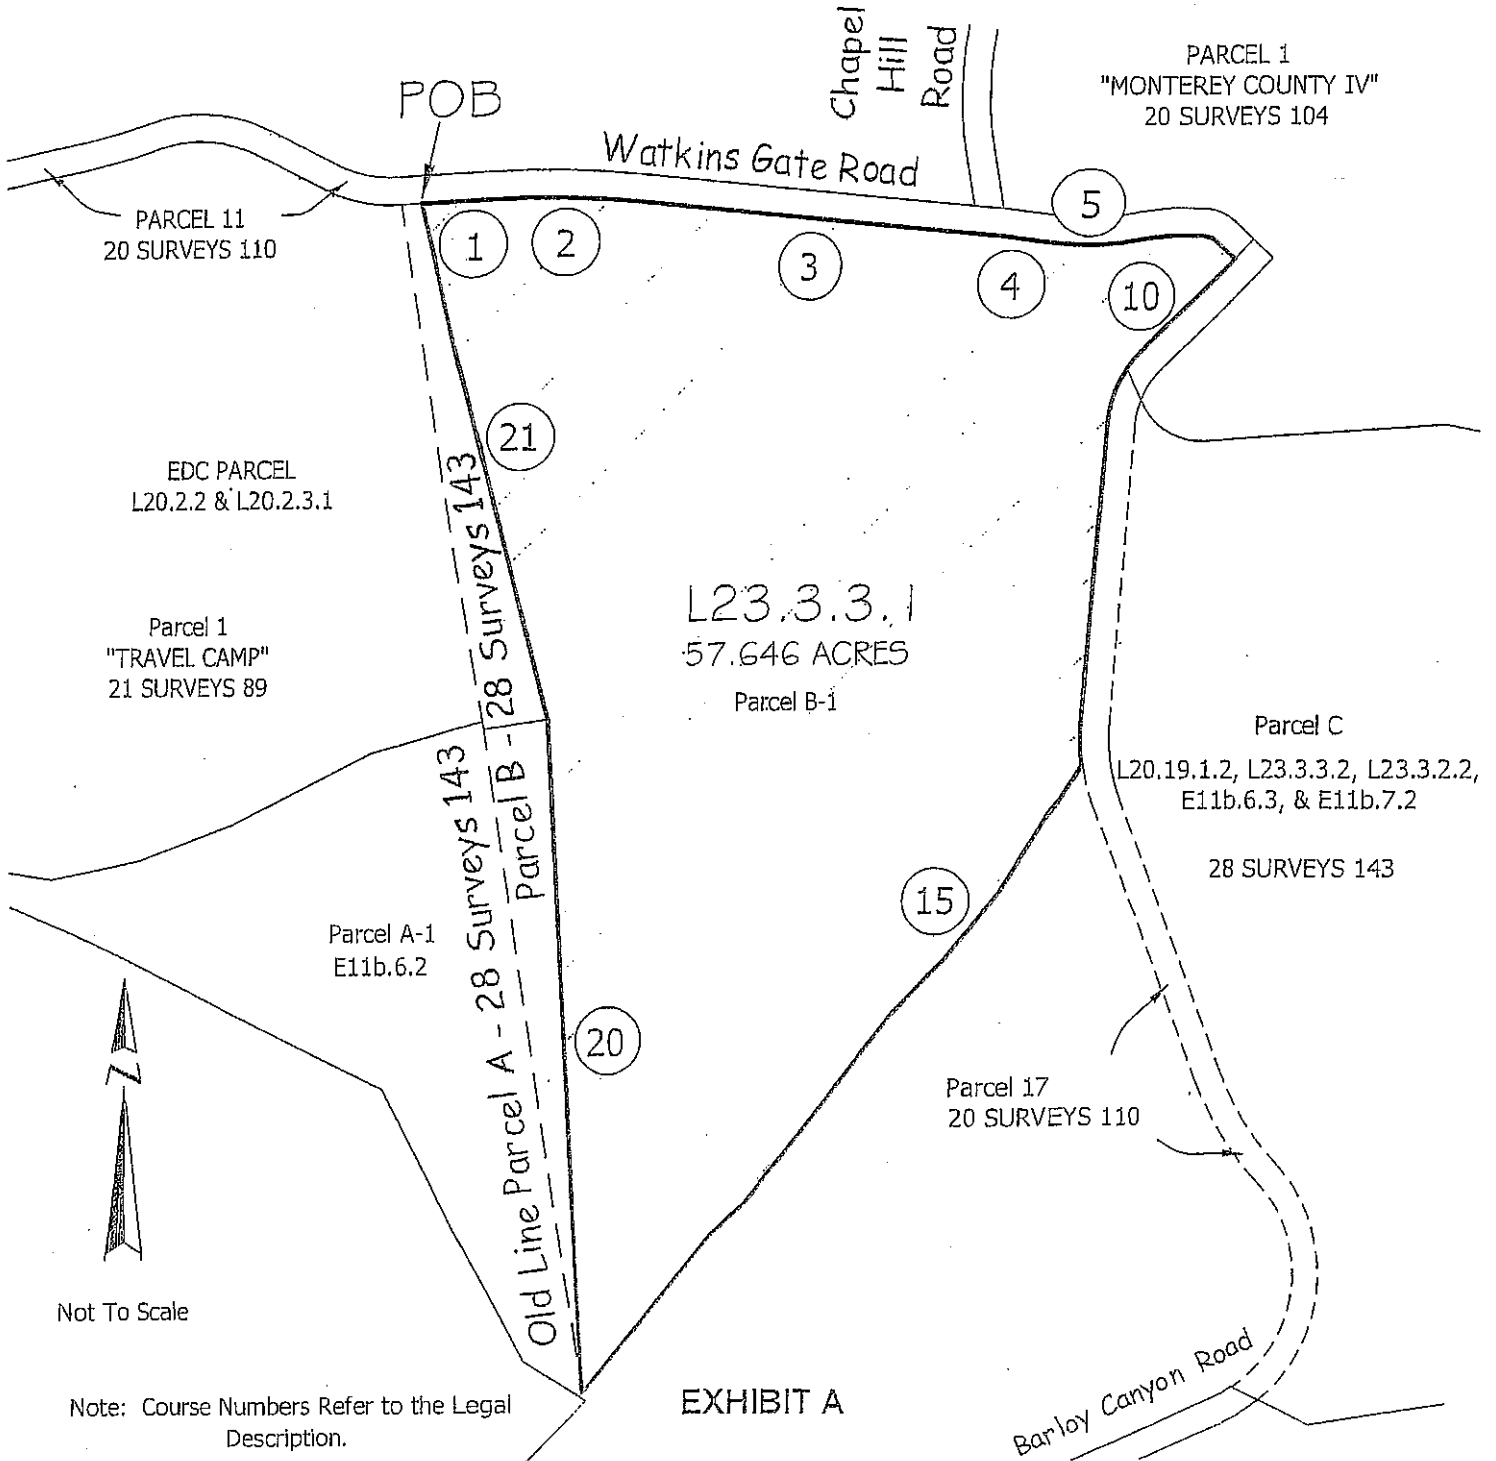 Chapel
Hill
Road
PARCEL 1
"MONTEREY COUNTY IV"
20 SURVEYS 104
POB
Watkins Gate Road
PARCEL 11
20 SURVEYS 110
1
2
3
4
5
10
21
EDC PARCEL
L20.2.2 & L20.2.3.1
Parcel 1
"TRAVEL CAMP"
21 SURVEYS 89
L23.3.3.1
57.646 ACRES
Parcel B-1
Parcel B - 28 Surveys 143
Old Line Parcel A - 28 Surveys 143
Parcel C
L20.19.1.2, L23.3.3.2, L23.3.2.2,
E11b.6.3, & E11b.7.2
28 SURVEYS 143
15
Parcel A-1
E11b.6.2
20
Parcel 17
20 SURVEYS 110
N
Not To Scale
Barloy Canyon Road
Note: Course Numbers Refer to the Legal
Description.
EXHIBIT A